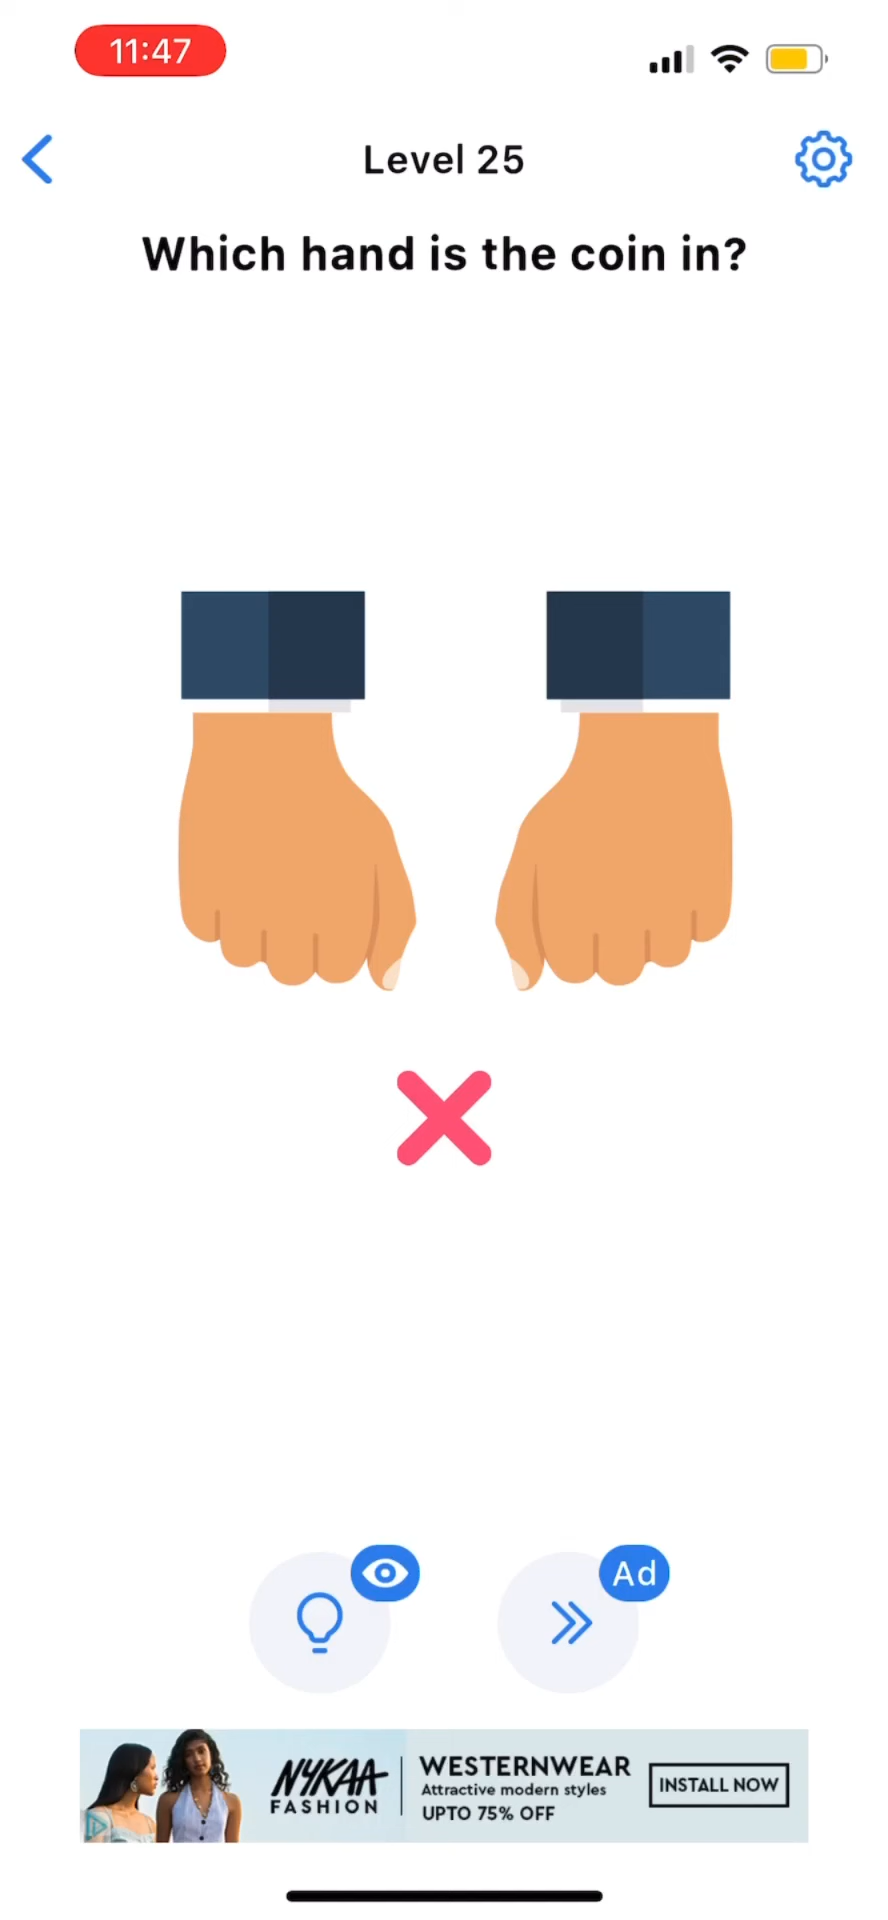 11:47
Level 25
Which hand is the coin in?
Ad
NYKAA
FASHION
WESTERNWEAR
Attractive modern styles
UPTO 75% OFF
INSTALL NOW